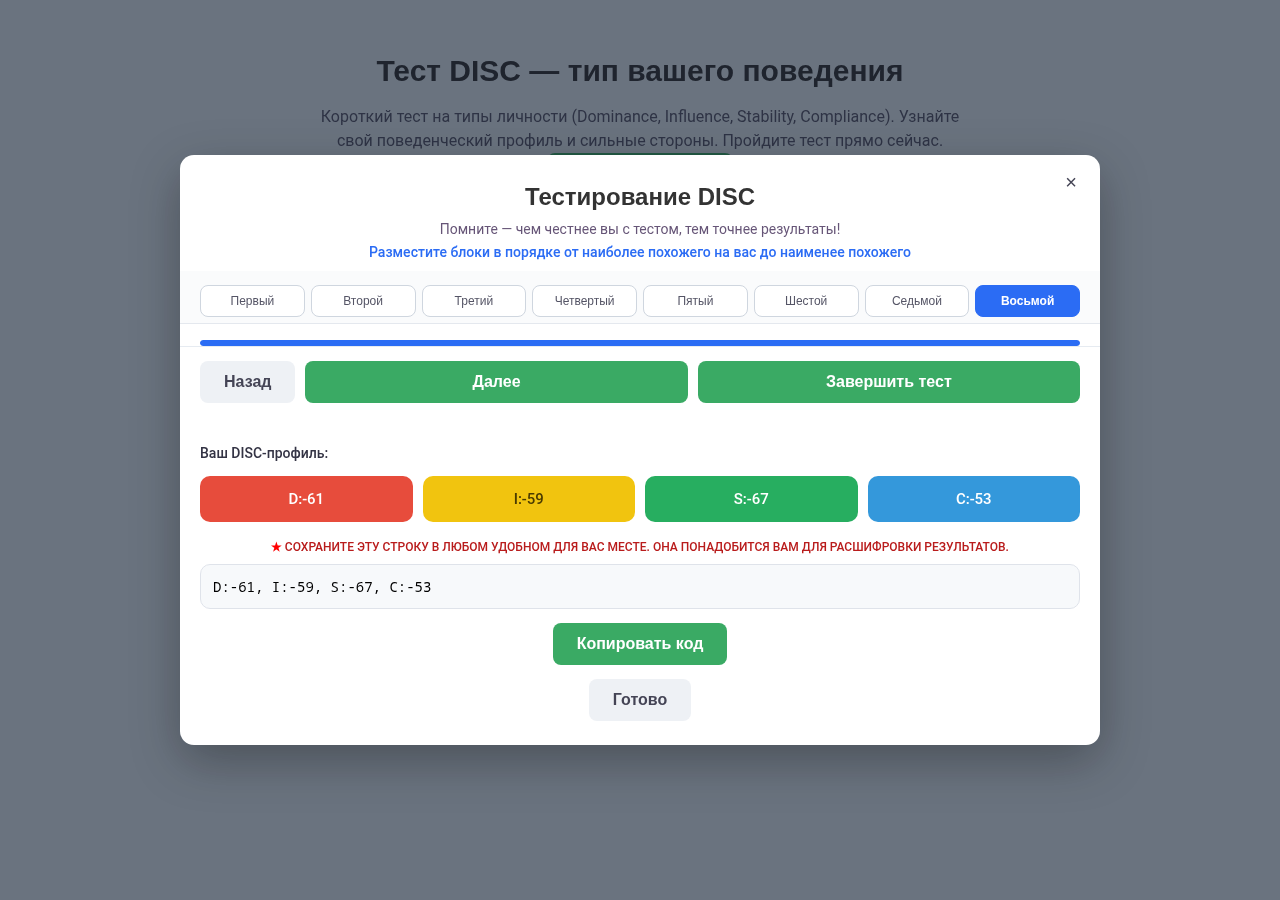 Тест DISC — тип вашего поведения
Короткий тест на типы личности (Dominance, Influence, Stability, Compliance). Узнайте
свой поведенческий профиль и сильные стороны. Пройдите тест прямо сейчас.
×
Тестирование DISC
Помните — чем честнее вы с тестом, тем точнее результаты!
Разместите блоки в порядке от наиболее похожего на вас до наименее похожего
Первый Второй Третий Четвертый Пятый Шестой Седьмой Восьмой
Назад Далее Завершить тест
Ваш DISC-профиль:
D:-61 I:-59 S:-67 C:-53
★ СОХРАНИТЕ ЭТУ СТРОКУ В ЛЮБОМ УДОБНОМ ДЛЯ ВАС МЕСТЕ. ОНА ПОНАДОБИТСЯ ВАМ ДЛЯ РАСШИФРОВКИ РЕЗУЛЬТАТОВ.
D:-61, I:-59, S:-67, C:-53
Копировать код
Готово